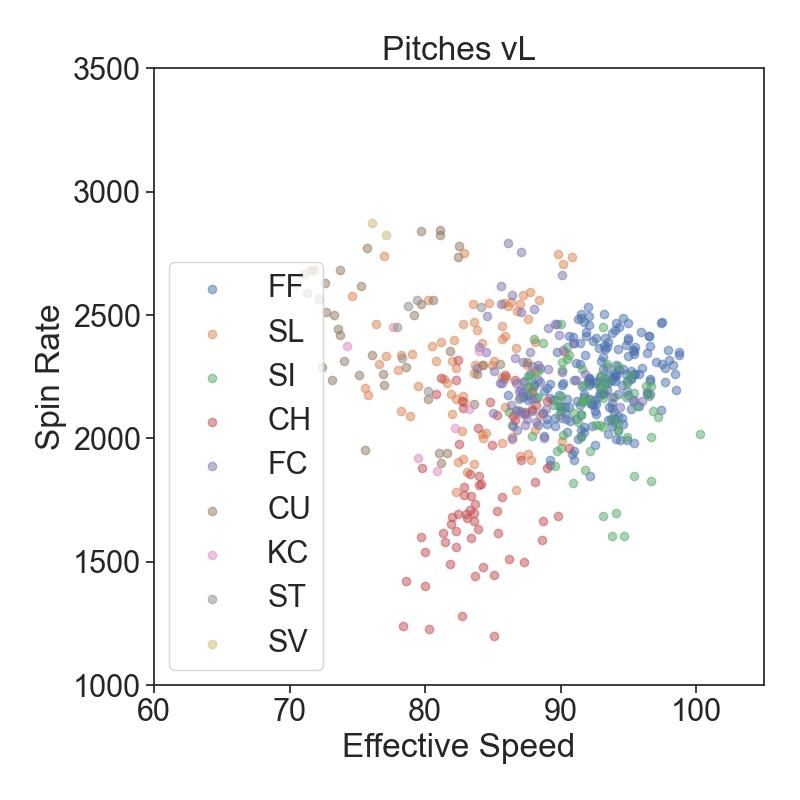 Pitches vL
3500
3000
2500
2000
1500
1000
Spin Rate
FF
SL
SI
CH
FC
CU
KC
ST
SV
60 70 80 90 100
Effective Speed